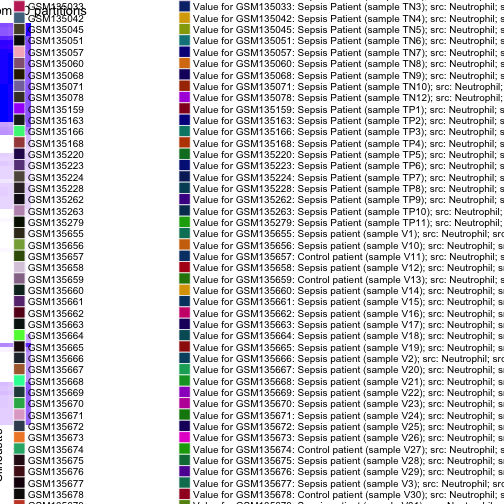 partitions
GSM135033 Value for GSM135033: Sepsis Patient (sample TN3); src: Neutrophil; s
GSM135042 Value for GSM135042: Sepsis Patient (sample TN4); src: Neutrophil; s
GSM135045 Value for GSM135045: Sepsis Patient (sample TN5); src: Neutrophil; s
GSM135051 Value for GSM135051: Sepsis Patient (sample TN6); src: Neutrophil; s
GSM135057 Value for GSM135057: Sepsis Patient (sample TN7); src: Neutrophil; s
GSM135060 Value for GSM135060: Sepsis Patient (sample TN8); src: Neutrophil; s
GSM135068 Value for GSM135068: Sepsis Patient (sample TN9); src: Neutrophil; s
GSM135071 Value for GSM135071: Sepsis Patient (sample TN10); src: Neutrophil;
GSM135078 Value for GSM135078: Sepsis Patient (sample TN12); src: Neutrophil;
GSM135159 Value for GSM135159: Sepsis Patient (sample TP1); src: Neutrophil; s
GSM135163 Value for GSM135163: Sepsis Patient (sample TP2); src: Neutrophil; s
GSM135166 Value for GSM135166: Sepsis Patient (sample TP3); src: Neutrophil; s
GSM135168 Value for GSM135168: Sepsis Patient (sample TP4); src: Neutrophil; s
GSM135220 Value for GSM135220: Sepsis Patient (sample TP5); src: Neutrophil; s
GSM135223 Value for GSM135223: Sepsis Patient (sample TP6); src: Neutrophil; s
GSM135224 Value for GSM135224: Sepsis Patient (sample TP7); src: Neutrophil; s
GSM135228 Value for GSM135228: Sepsis Patient (sample TP8); src: Neutrophil; s
GSM135262 Value for GSM135262: Sepsis Patient (sample TP9); src: Neutrophil; s
GSM135263 Value for GSM135263: Sepsis Patient (sample TP10); src: Neutrophil;
GSM135279 Value for GSM135279: Sepsis Patient (sample TP11); src: Neutrophil;
GSM135655 Value for GSM135655: Sepsis patient (sample V1); src: Neutrophil; src
GSM135656 Value for GSM135656: Sepsis patient (sample V10); src: Neutrophil; s
GSM135657 Value for GSM135657: Control patient (sample V11); src: Neutrophil; s
GSM135658 Value for GSM135658: Sepsis patient (sample V12); src: Neutrophil; s
GSM135659 Value for GSM135659: Control patient (sample V13); src: Neutrophil; s
GSM135660 Value for GSM135660: Sepsis patient (sample V14); src: Neutrophil; s
GSM135661 Value for GSM135661: Sepsis patient (sample V15); src: Neutrophil; s
GSM135662 Value for GSM135662: Sepsis patient (sample V16); src: Neutrophil; s
GSM135663 Value for GSM135663: Sepsis patient (sample V17); src: Neutrophil; s
GSM135664 Value for GSM135664: Sepsis patient (sample V18); src: Neutrophil; s
GSM135665 Value for GSM135665: Sepsis patient (sample V19); src: Neutrophil; s
GSM135666 Value for GSM135666: Sepsis patient (sample V2); src: Neutrophil; src
GSM135667 Value for GSM135667: Sepsis patient (sample V20); src: Neutrophil; s
GSM135668 Value for GSM135668: Sepsis patient (sample V21); src: Neutrophil; s
GSM135669 Value for GSM135669: Sepsis patient (sample V22); src: Neutrophil; s
GSM135670 Value for GSM135670: Sepsis patient (sample V23); src: Neutrophil; s
GSM135671 Value for GSM135671: Sepsis patient (sample V24); src: Neutrophil; s
GSM135672 Value for GSM135672: Sepsis patient (sample V25); src: Neutrophil; s
GSM135673 Value for GSM135673: Sepsis patient (sample V26); src: Neutrophil; s
GSM135674 Value for GSM135674: Control patient (sample V27); src: Neutrophil; s
GSM135675 Value for GSM135675: Sepsis patient (sample V28); src: Neutrophil; s
GSM135676 Value for GSM135676: Sepsis patient (sample V29); src: Neutrophil; s
GSM135677 Value for GSM135677: Sepsis patient (sample V3); src: Neutrophil; src
GSM135678 Value for GSM135678: Control patient (sample V30); src: Neutrophil; s